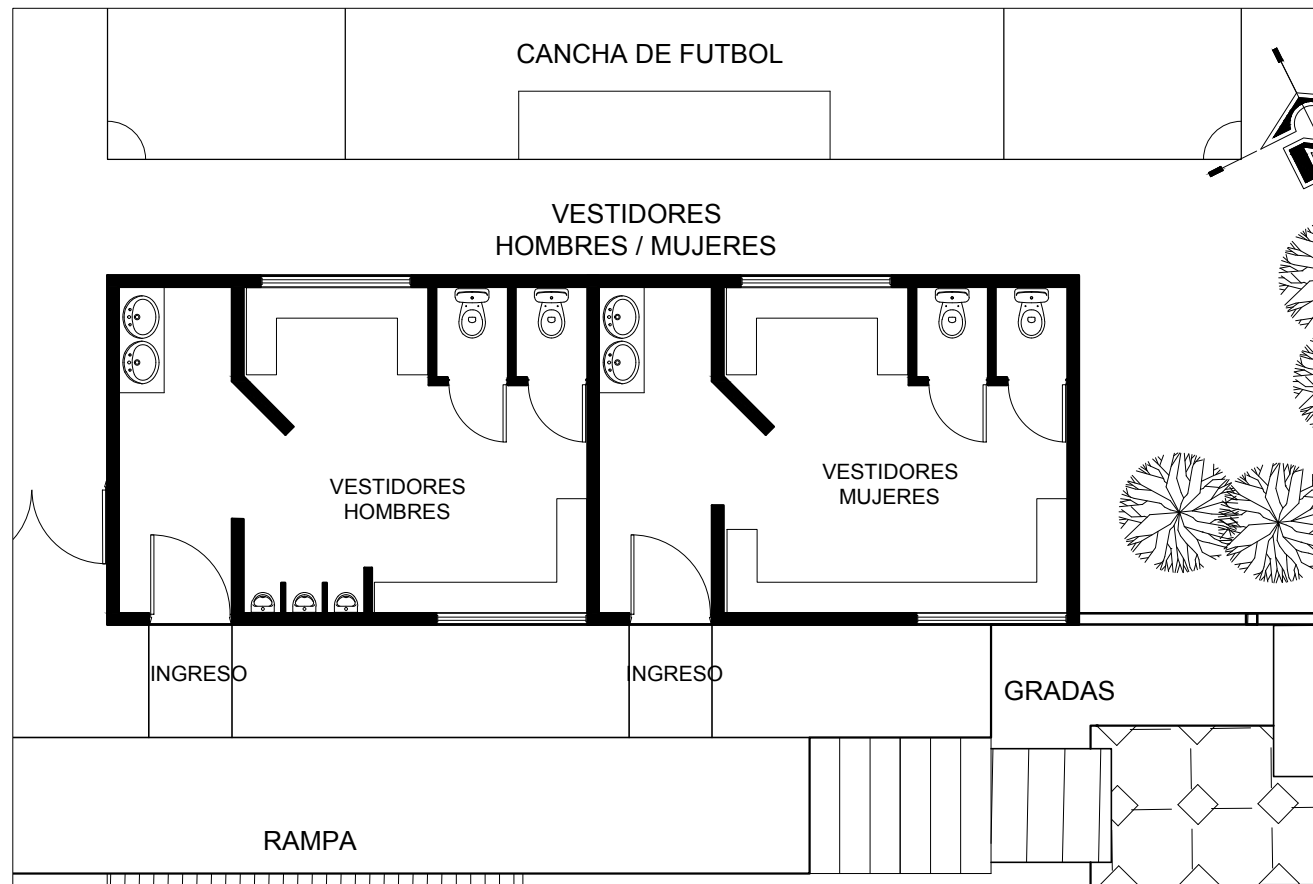 CANCHA DE FUTBOL
VESTIDORES
HOMBRES / MUJERES
VESTIDORES
HOMBRES
VESTIDORES
MUJERES
INGRESO
INGRESO
GRADAS
RAMPA